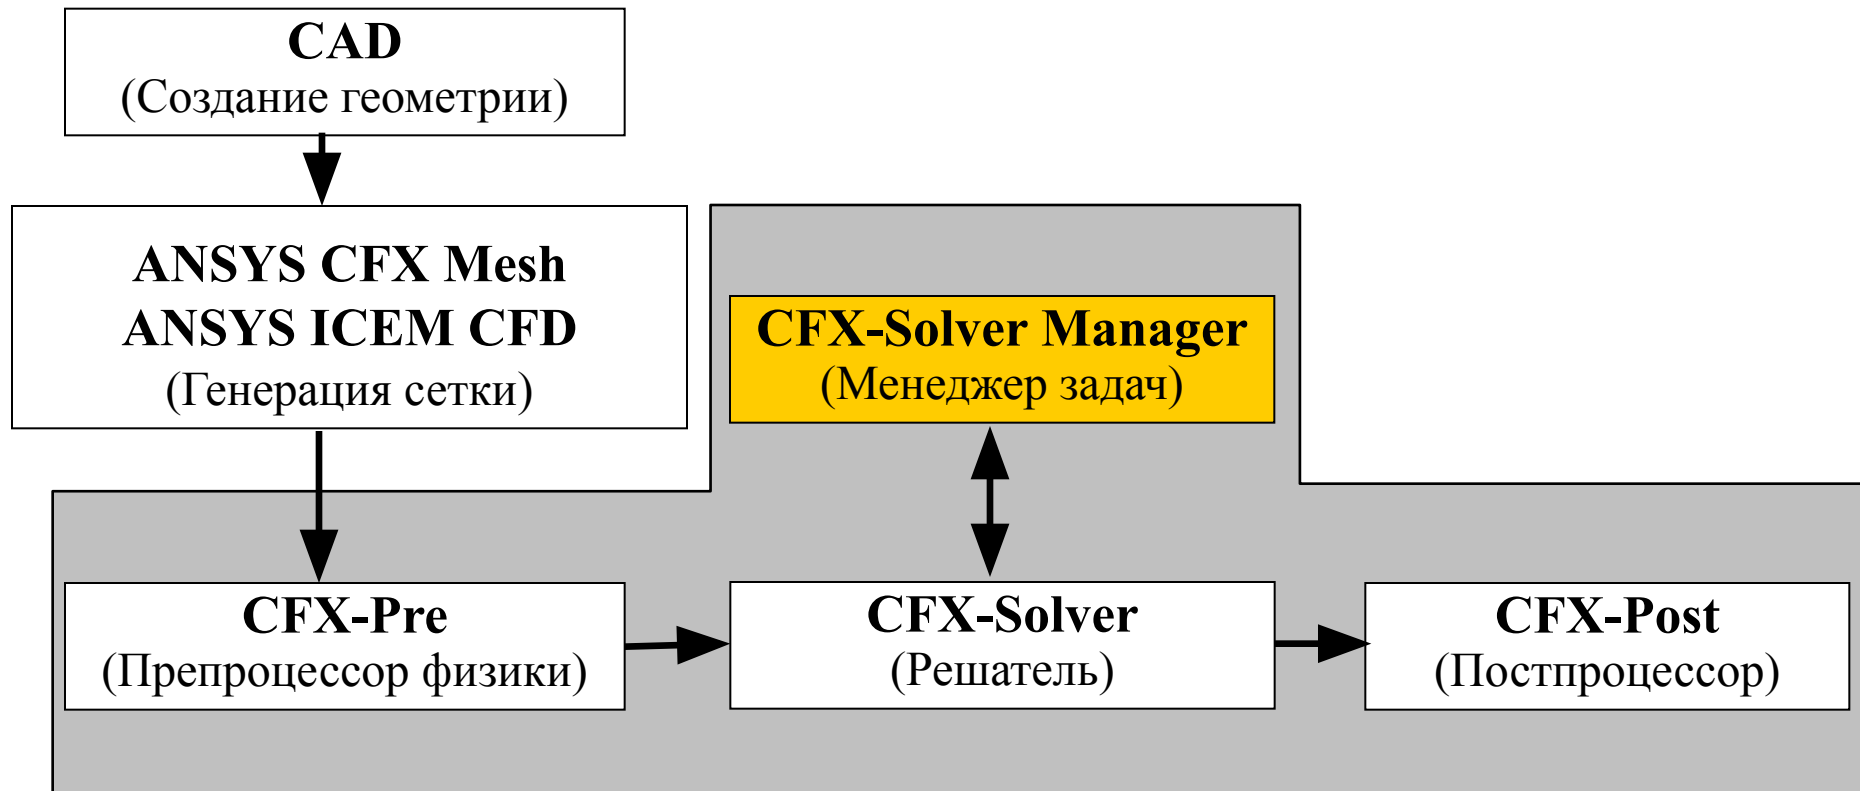 CAD
(Создание геометрии)
ANSYS CFX Mesh
ANSYS ICEM CFD
(Генерация сетки)
CFX-Solver Manager
(Менеджер задач)
CFX-Pre
(Препроцессор физики)
CFX-Solver
(Решатель)
CFX-Post
(Постпроцессор)